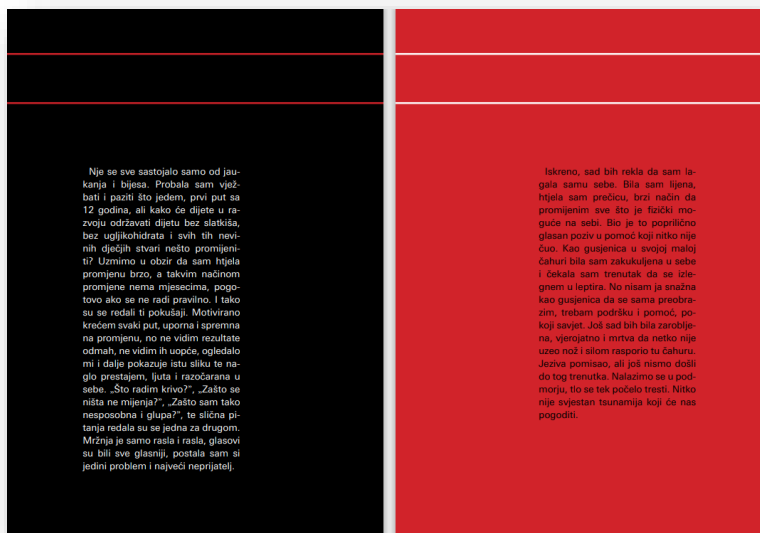 Nje se sve sastojalo samo od jau-
kanja i bijesa. Probala sam vjež-
bati i paziti što jedem, prvi put sa
12 godina, ali kako će dijete u ra-
zvoju održavati dijetu bez slatkiša,
bez ugljikohidrata i svih tih nevi-
nih dječjih stvari nešto promijeni-
ti? Uzmimo u obzir da sam htjela
promjenu brzo, a takvim načinom
promjene nema mjesecima, pogo-
tovo ako se ne radi pravilno. I tako
su se redali ti pokušaji. Motivirano
krećem svaki put, uporna i spremna
na promjenu, no ne vidim rezultate
odmah, ne vidim ih uopće, ogledalo
mi i dalje pokazuje istu sliku te na-
glo prestajem, ljuta i razočarana u
sebe. „Što radim krivo?”, „Zašto se
ništa ne mijenja?”, „Zašto sam tako
nesposobna i glupa?”, te slična pi-
tanja redala su se jedna za drugom.
Mržnja je samo rasla i rasla, glasovi
su bili sve glasniji, postala sam si
jedini problem i najveći neprijatelj.
Iskreno, sad bih rekla da sam la-
gala samu sebe. Bila sam lijena,
htjela sam prečicu, brzi način da
promijenim sve što je fizički mo-
guće na sebi. Bio je to poprilično
glasan poziv u pomoć koji nitko nije
čuo. Kao gusjenica u svojoj maloj
čahuri bila sam zakukuljena u sebe
i čekala sam trenutak da se izle-
gnem u leptira. No nisam ja snažna
kao gusjenica da se sama preobra-
zim, trebam podršku i pomoć, po-
koji savjet. Još sad bih bila zaroblje-
na, vjerojatno i mrtva da netko nije
uzeo nož i silom rasporio tu čahuru.
Jeziva pomisao, ali još nismo došli
do tog trenutka. Nalazimo se u pod-
morju, tlo se tek počelo tresti. Nitko
nije svjestan tsunamija koji će nas
pogoditi.